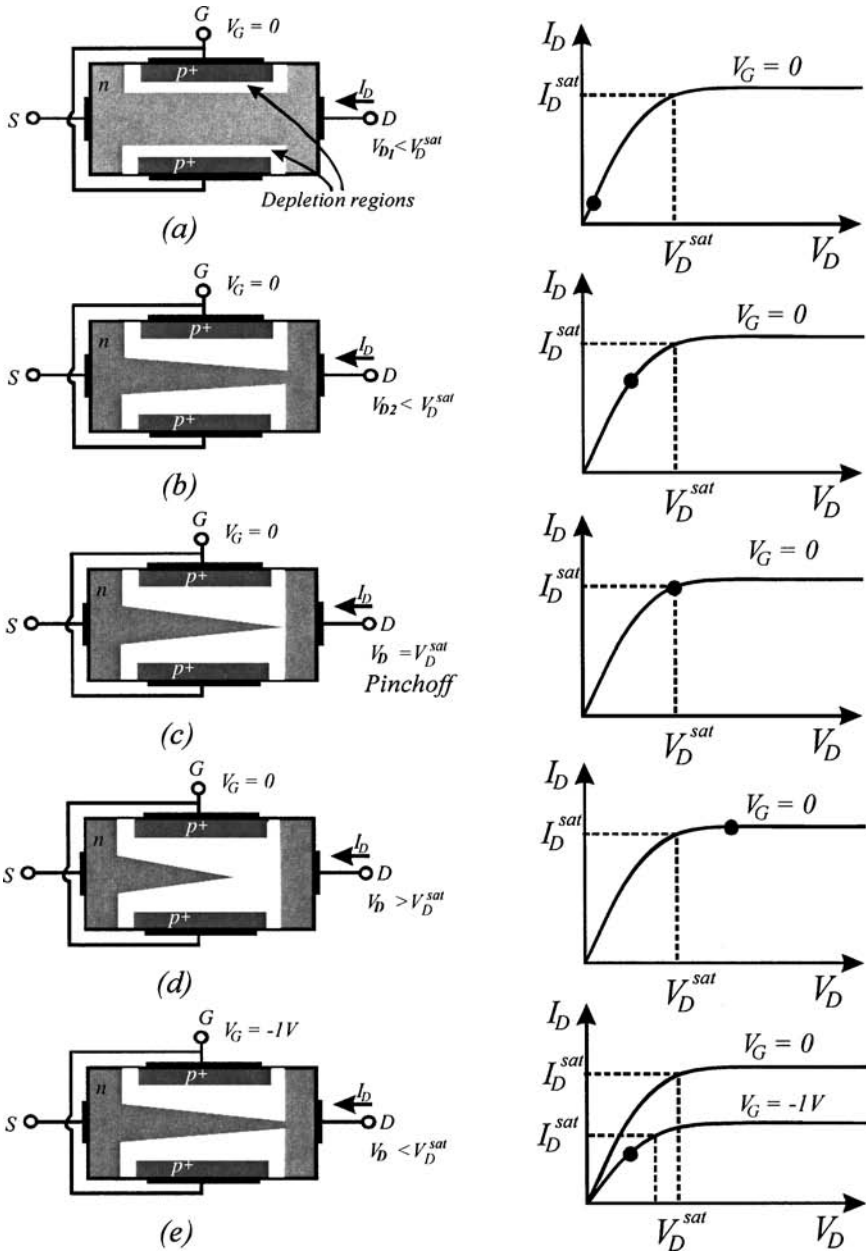 G V_G = 0
n p+
I_D
S D
V_D1 < V_D^sat
Depletion regions
(a)
I_D
I_D^sat V_G = 0
V_D^sat V_D
G V_G = 0
n p+
I_D
S D
V_D2 < V_D^sat
p+
(b)
I_D
I_D^sat V_G = 0
V_D^sat V_D
G V_G = 0
n p+
I_D
S D
V_D = V_D^sat
p+ Pinchoff
(c)
I_D
I_D^sat V_G = 0
V_D^sat V_D
G V_G = 0
n p+
I_D
S D
V_D > V_D^sat
p+
(d)
I_D
I_D^sat V_G = 0
V_D^sat V_D
G V_G = -1V
n p+
I_D
S D
V_D < V_D^sat
p+
(e)
I_D
I_D^sat V_G = 0
I_D^sat V_G = -1V
V_D^sat V_D